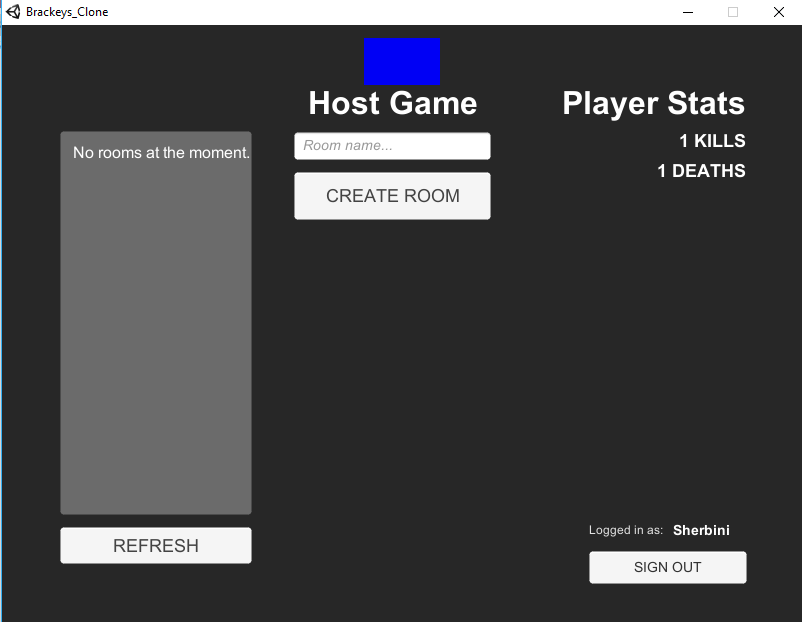 Brackeys_Clone
Host Game
Player Stats
No rooms at the moment.
Room name...
1 KILLS
1 DEATHS
CREATE ROOM
Logged in as: Sherbini
REFRESH
SIGN OUT